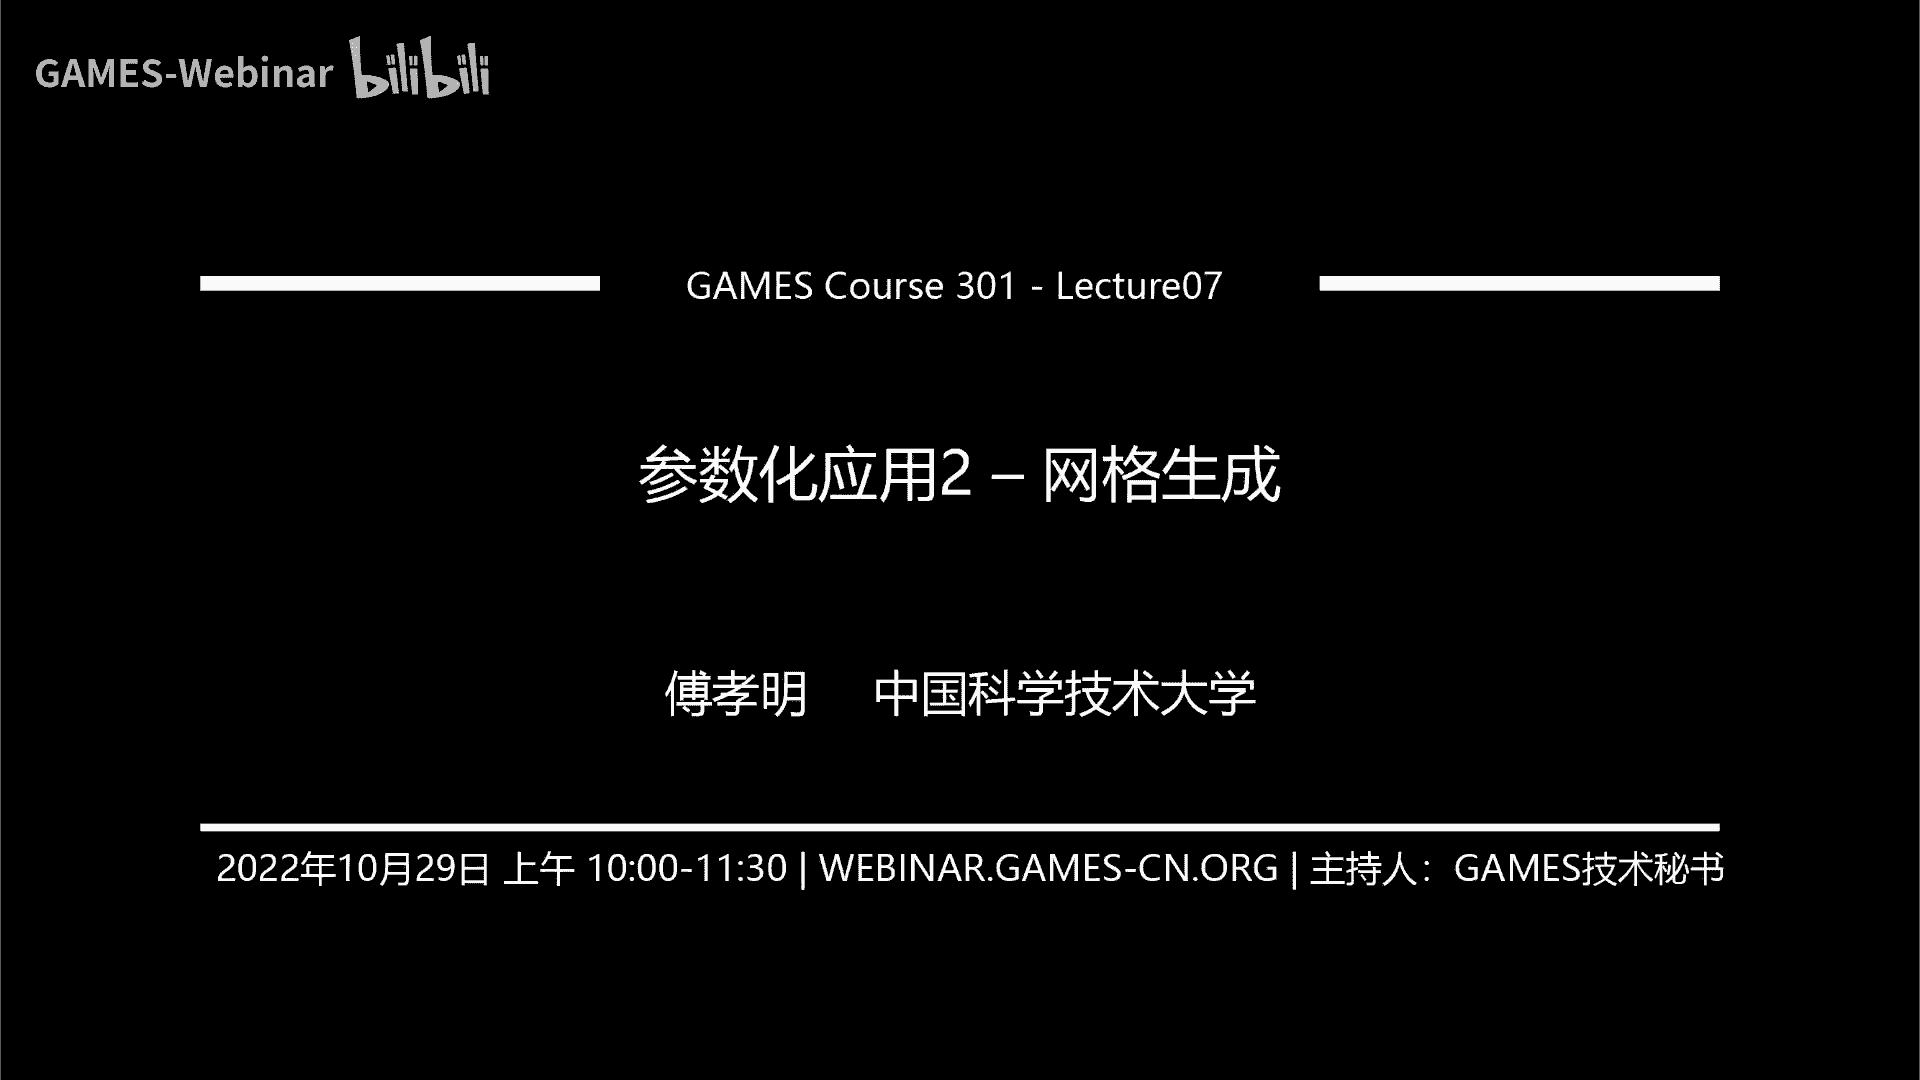 GAMES-Webinar bilibili
GAMES Course 301 - Lecture07
参数化应用2 – 网格生成
傅孝明 中国科学技术大学
2022年10月29日 上午 10:00-11:30 | WEBINAR.GAMES-CN.ORG | 主持人：GAMES技术秘书